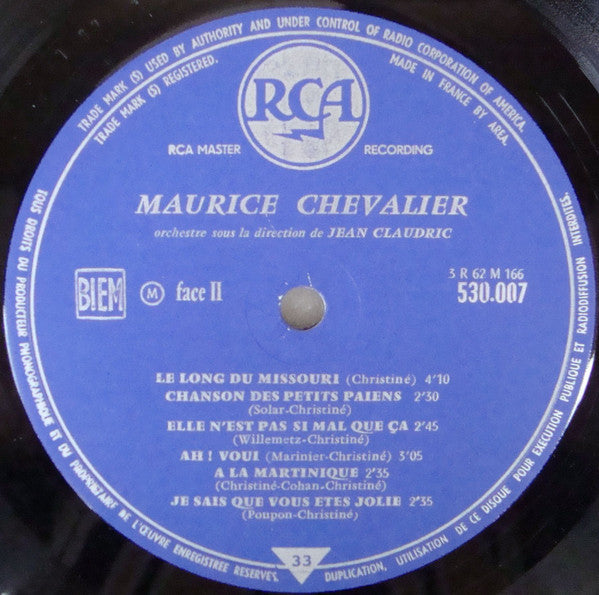 TRADE MARK (S) USED BY AUTHORITY AND UNDER CONTROL OF RADIO CORPORATION OF AMERICA.
TRADE MARK (S) REGISTERED.
MADE IN FRANCE BY AREA.
RCA
RCA MASTER RECORDING
MAURICE CHEVALIER
orchestre sous la direction de JEAN CLAUDRIC
BIEM
M face II
3 R 62 M 166
530.007
LE LONG DU MISSOURI (Christiné) 4'10
CHANSON DES PETITS PAIENS 2'30
(Solar-Christiné)
ELLE N'EST PAS SI MAL QUE ÇA 2'45
(Willemetz-Christiné)
AH ! VOUI (Marinier-Christiné) 3'05
A LA MARTINIQUE 2'35
(Christiné-Cohan-Christiné)
JE SAIS QUE VOUS ETES JOLIE 2'35
(Poupon-Christiné)
33
TOUS DROITS DU PRODUCTEUR PHONOGRAPHIQUE ET DU PROPRIETAIRE DE L'ŒUVRE ENREGISTREE RESERVES. DUPLICATION, UTILISATION DE CE DISQUE POUR EXECUTION PUBLIQUE ET RADIODIFFUSION INTERDITES.